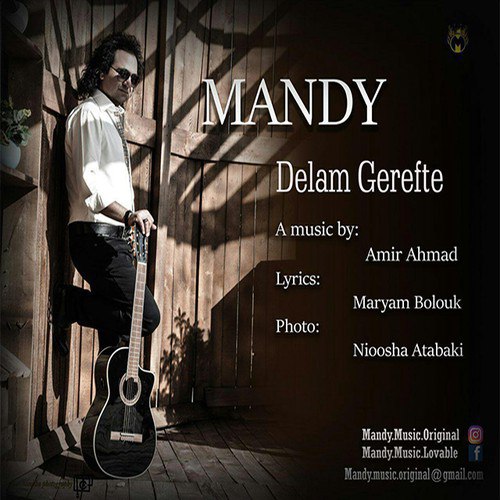 MANDY
Delam Gerefte
A music by:
Amir Ahmad
Lyrics:
Maryam Bolouk
Photo:
Nioosha Atabaki
Mandy.Music.Original
Mandy.Music.Lovable
Mandy.music.original@gmail.com